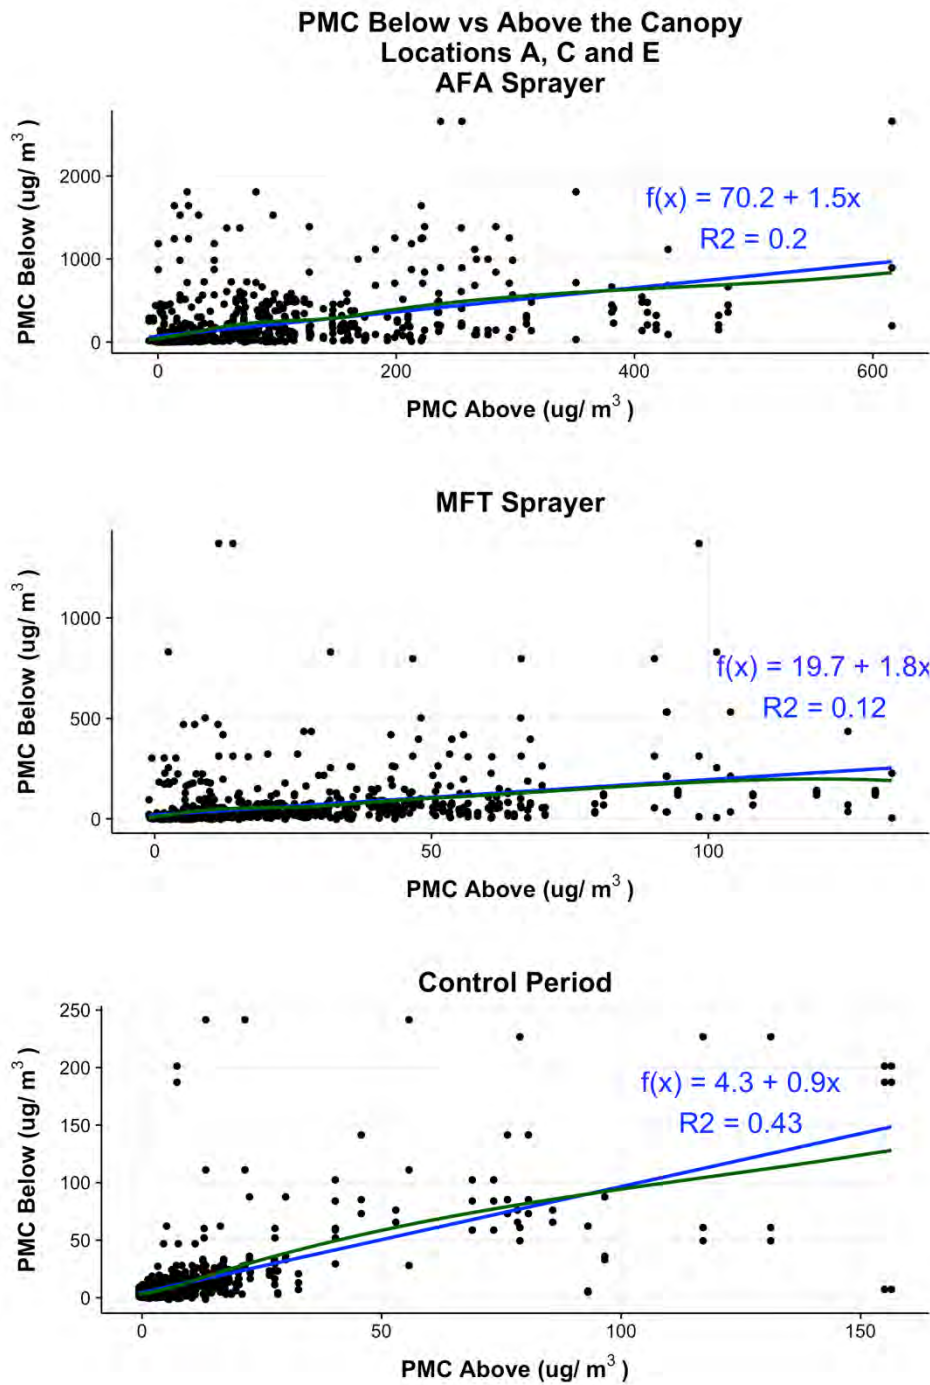 PMC Below vs Above the Canopy
Locations A, C and E
AFA Sprayer
PMC Below (ug/ m³ )
2000
1000
0
f(x) = 70.2 + 1.5x
R2 = 0.2
0 200 400 600
PMC Above (ug/ m³ )
MFT Sprayer
PMC Below (ug/ m³ )
1000
500
0
f(x) = 19.7 + 1.8x
R2 = 0.12
0 50 100
PMC Above (ug/ m³ )
Control Period
PMC Below (ug/ m³ )
250
200
150
100
50
0
f(x) = 4.3 + 0.9x
R2 = 0.43
0 50 100 150
PMC Above (ug/ m³ )